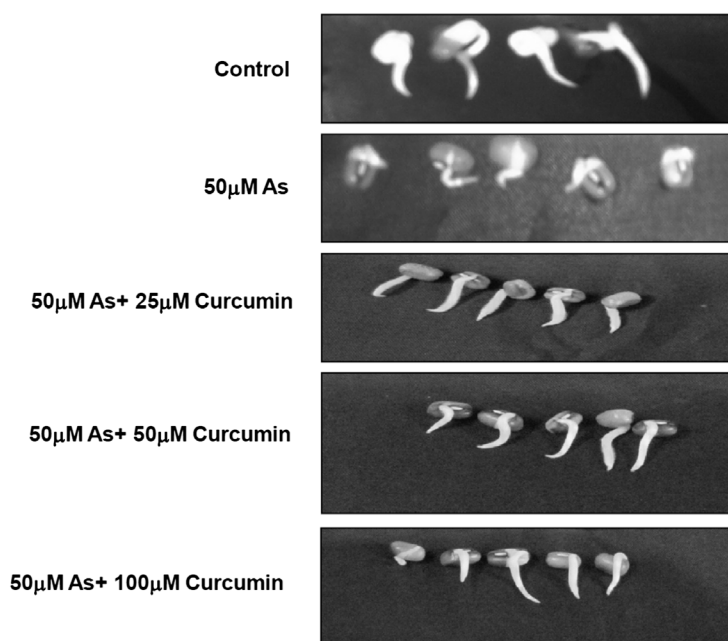 Control
50μM As
50μM As+ 25μM Curcumin
50μM As+ 50μM Curcumin
50μM As+ 100μM Curcumin